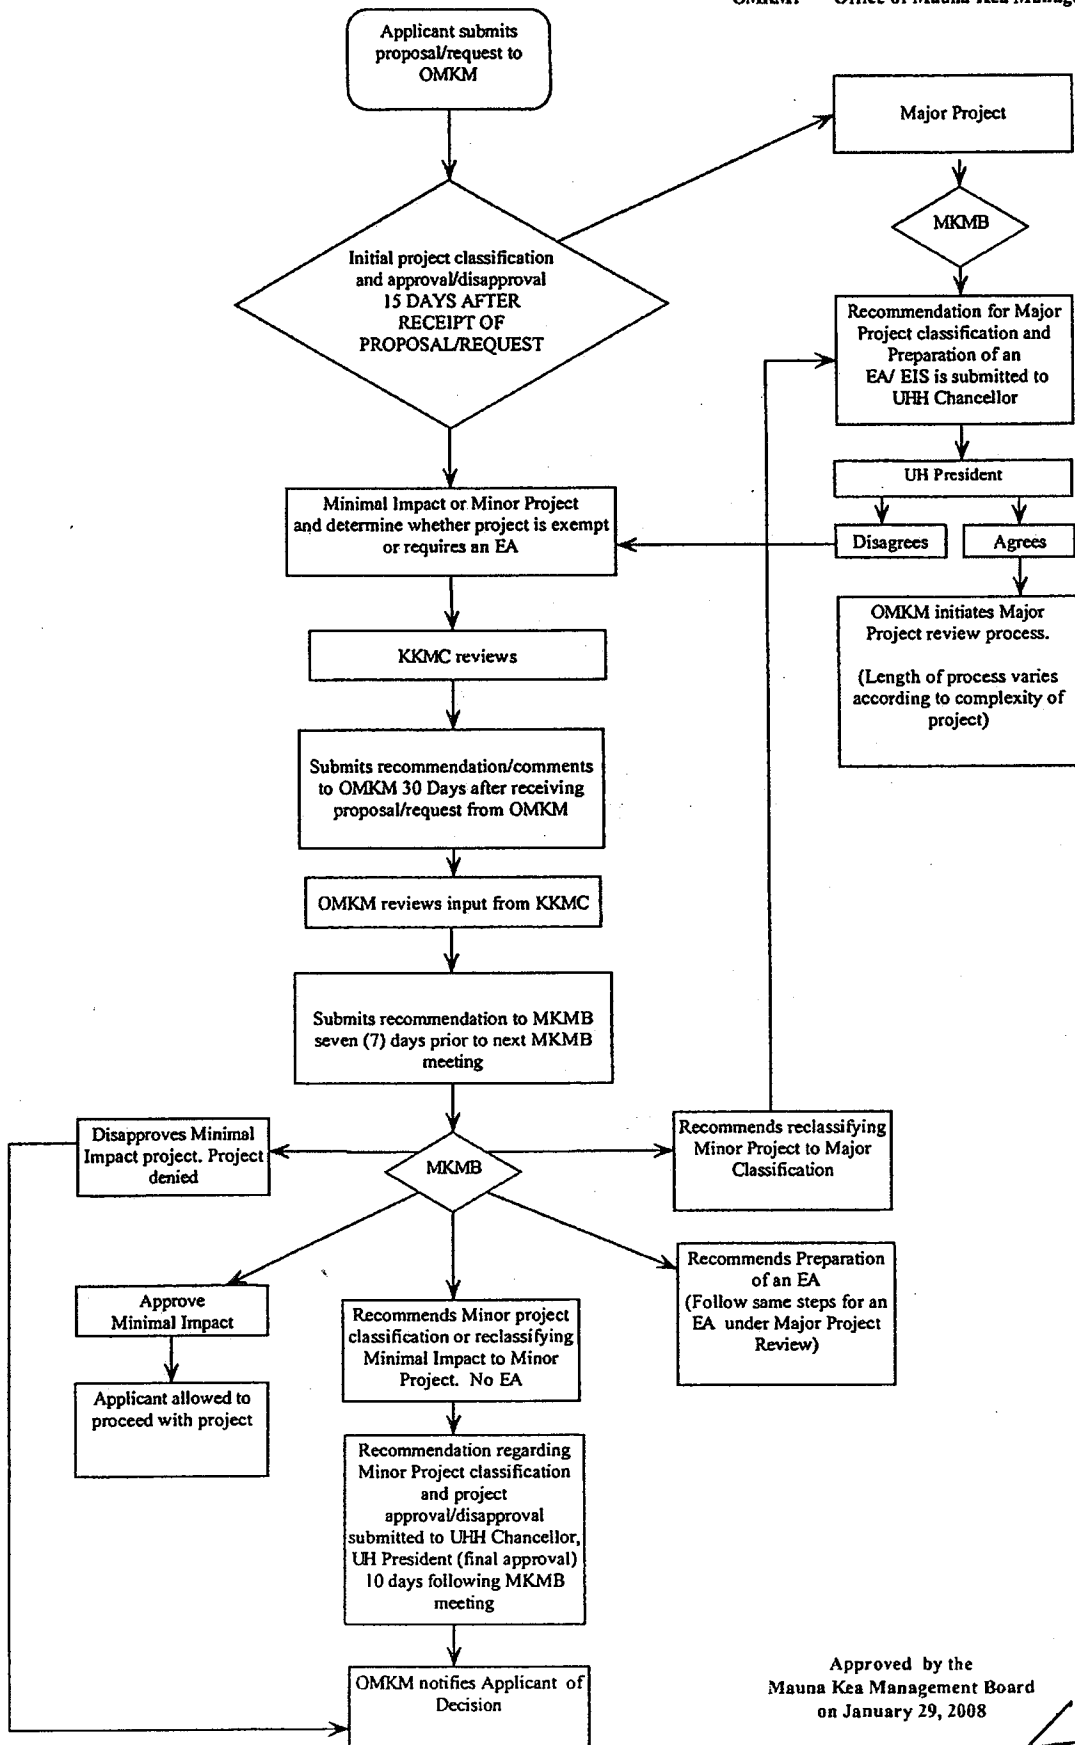 OMKM: Office of Mauna Kea
Applicant submits
proposal/request to
OMKM
Major Project
MKMB
Initial project classification
and approval/disapproval
15 DAYS AFTER
RECEIPT OF
PROPOSAL/REQUEST
Recommendation for Major
Project classification and
Preparation of an
EA/ EIS is submitted to
UHH Chancellor
UH President
Disagrees
Agrees
Minimal Impact or Minor Project
and determine whether project is exempt
or requires an EA
OMKM initiates Major
Project review process.
(Length of process varies
according to complexity of
project)
KKMC reviews
Submits recommendation/comments
to OMKM 30 Days after receiving
proposal/request from OMKM
OMKM reviews input from KKMC
Submits recommendation to MKMB
seven (7) days prior to next MKMB
meeting
Disapproves Minimal
Impact project. Project
denied
MKMB
Recommends reclassifying
Minor Project to Major
Classification
Approve
Minimal Impact
Recommends Minor project
classification or reclassifying
Minimal Impact to Minor
Project. No EA
Recommends Preparation
of an EA
(Follow same steps for an
EA under Major Project
Review)
Applicant allowed to
proceed with project
Recommendation regarding
Minor Project classification
and project
approval/disapproval
submitted to UHH Chancellor,
UH President (final approval)
10 days following MKMB
meeting
OMKM notifies Applicant of
Decision
Approved by the
Mauna Kea Management Board
on January 29, 2008